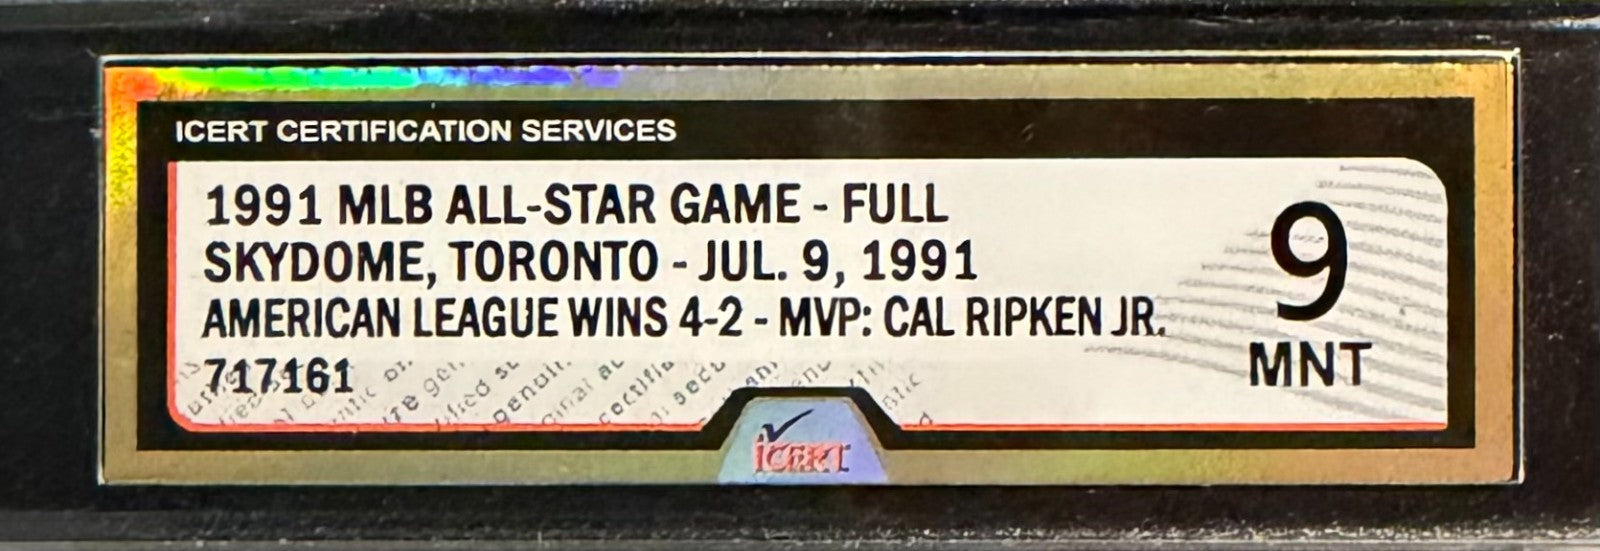 ICERT CERTIFICATION SERVICES
1991 MLB ALL-STAR GAME - FULL
SKYDOME, TORONTO - JUL. 9, 1991
AMERICAN LEAGUE WINS 4-2 - MVP: CAL RIPKEN JR.
717161
9
MNT
iCERT